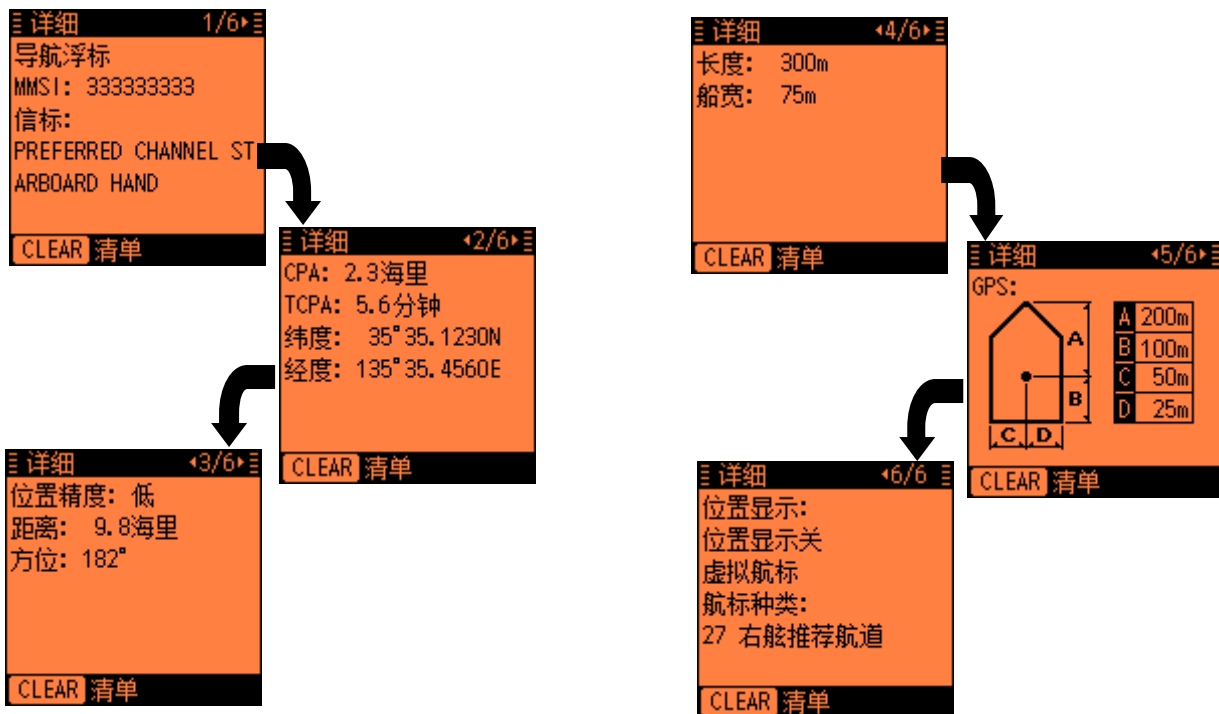 详细 1/6
导航浮标
MMSI: 333333333
信标:
PREFERRED CHANNEL ST
ARBOARD HAND
CLEAR 清单
详细 2/6
CPA: 2.3海里
TCPA: 5.6分钟
纬度: 35°35.1230N
经度: 135°35.4560E
CLEAR 清单
详细 3/6
位置精度: 低
距离: 9.8海里
方位: 182°
CLEAR 清单
详细 4/6
长度: 300m
船宽: 75m
CLEAR 清单
详细 5/6
GPS:
A
B
C D
A 200m
B 100m
C 50m
D 25m
CLEAR 清单
详细 6/6
位置显示:
位置显示关
虚拟航标
航标种类:
27 右舷推荐航道
CLEAR 清单